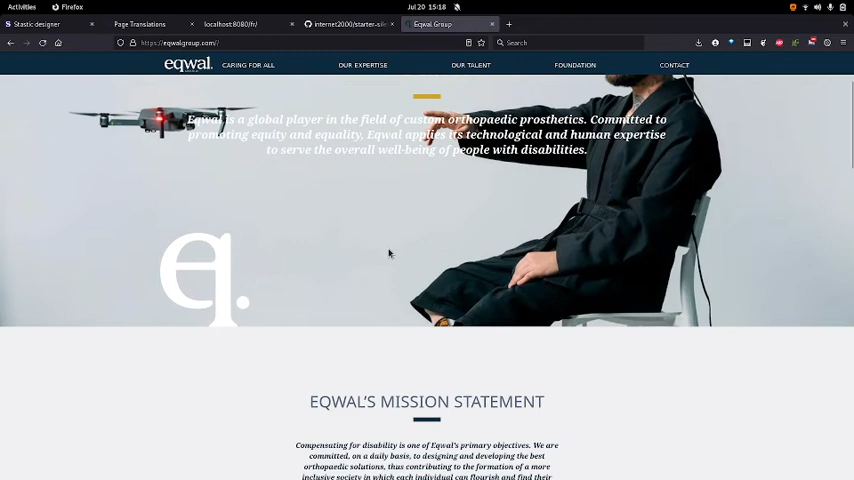 Activities
Firefox
Jul 20 15:18
Stastic designer
Page Translations
localhost:8080/fr/
internet2000/starter-site
Eqwal Group
https://eqwalgroup.com//
Search
eqwal.
CARING FOR ALL
OUR EXPERTISE
OUR TALENT
FOUNDATION
CONTACT
Eqwal is a global player in the field of custom orthopaedic prosthetics. Committed to
promoting equity and equality, Eqwal applies its technological and human expertise
to serve the overall well-being of people with disabilities.
e.
EQWAL'S MISSION STATEMENT
Compensating for disability is one of Eqwal's primary objectives. We are
committed, on a daily basis, to designing and developing the best
orthopaedic solutions, thus contributing to the formation of a more
inclusive society in which each individual can flourish and find their